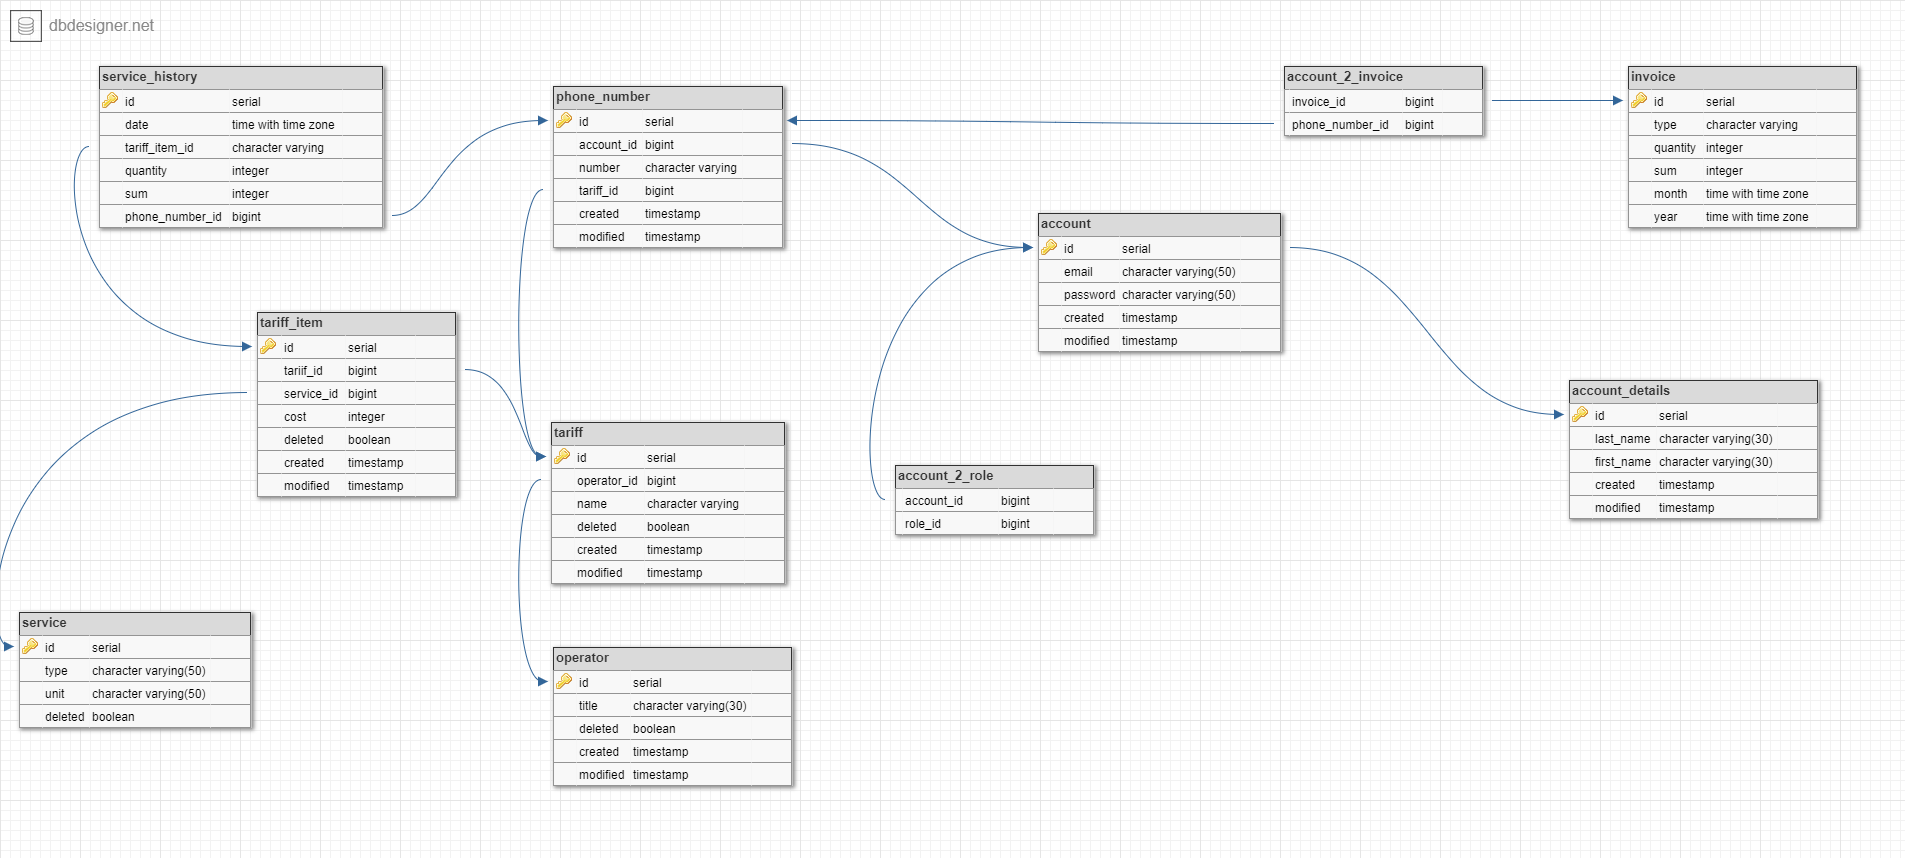 dbdesigner.net
service_history
id serial
date time with time zone
tariff_item_id character varying
quantity integer
sum integer
phone_number_id bigint
phone_number
id serial
account_id bigint
number character varying
tariff_id bigint
created timestamp
modified timestamp
account_2_invoice
invoice_id bigint
phone_number_id bigint
invoice
id serial
type character varying
quantity integer
sum integer
month time with time zone
year time with time zone
account
id serial
email character varying(50)
password character varying(50)
created timestamp
modified timestamp
tariff_item
id serial
tariif_id bigint
service_id bigint
cost integer
deleted boolean
created timestamp
modified timestamp
account_details
id serial
last_name character varying(30)
first_name character varying(30)
created timestamp
modified timestamp
tariff
id serial
operator_id bigint
name character varying
deleted boolean
created timestamp
modified timestamp
account_2_role
account_id bigint
role_id bigint
service
id serial
type character varying(50)
unit character varying(50)
deleted boolean
operator
id serial
title character varying(30)
deleted boolean
created timestamp
modified timestamp